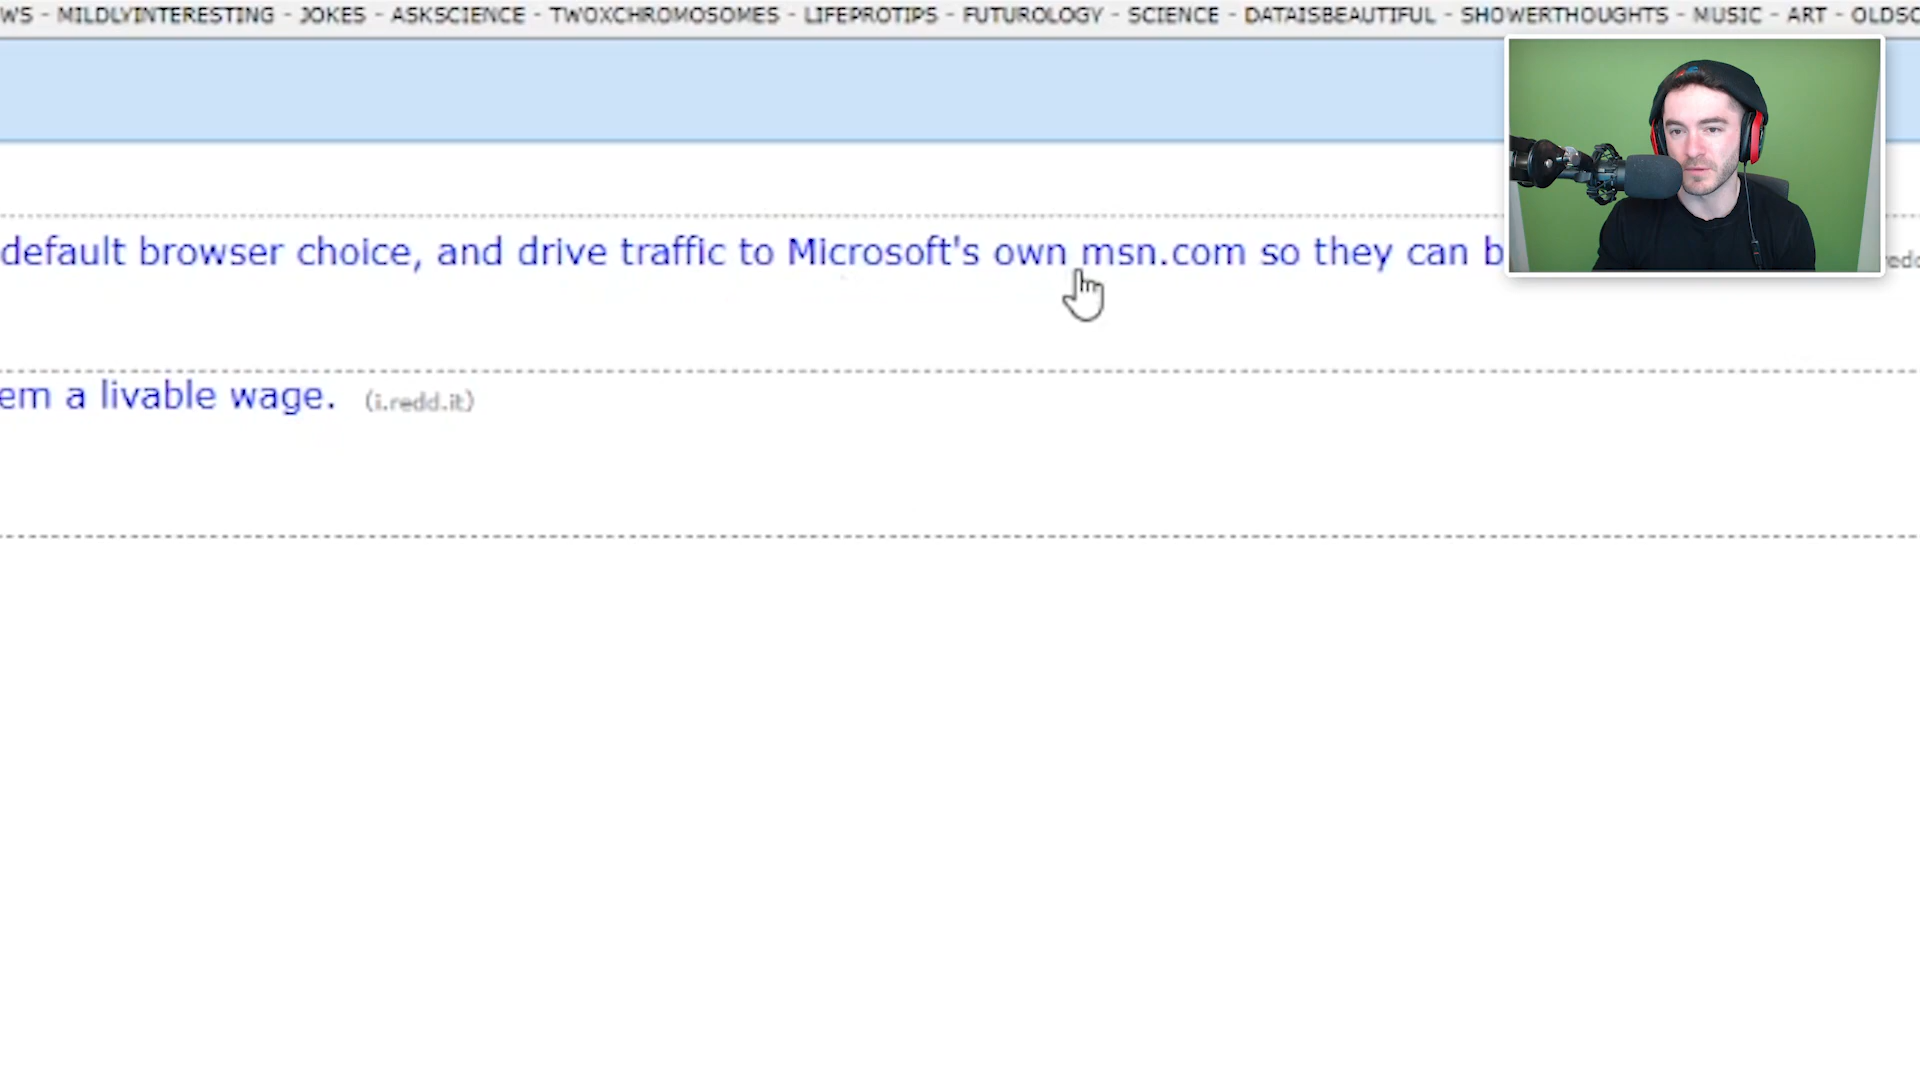 WS - MILDLYINTERESTING - JOKES - ASKSCIENCE - TWOXCHROMOSOMES - LIFEPROTIPS - FUTUROLOGY - SCIENCE - DATAISBEAUTIFUL - SHOWERTHOUGHTS - MUSIC - ART - OLDSC
default browser choice, and drive traffic to Microsoft's own msn.com so they can b
em a livable wage. (i.redd.it)